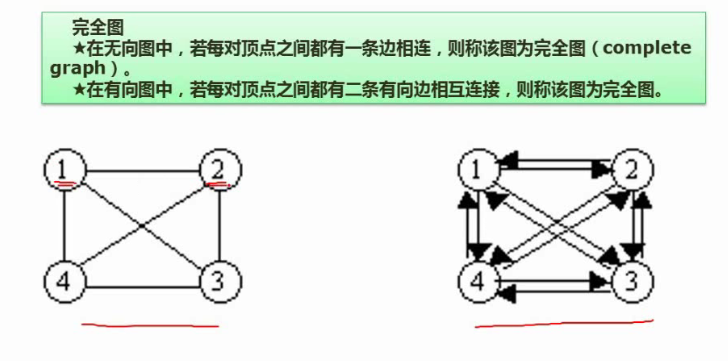 完全图
★在无向图中，若每对顶点之间都有一条边相连，则称该图为完全图（complete
graph）。
★在有向图中，若每对顶点之间都有二条有向边相互连接，则称该图为完全图。
1 2 1 2
4 3 4 3